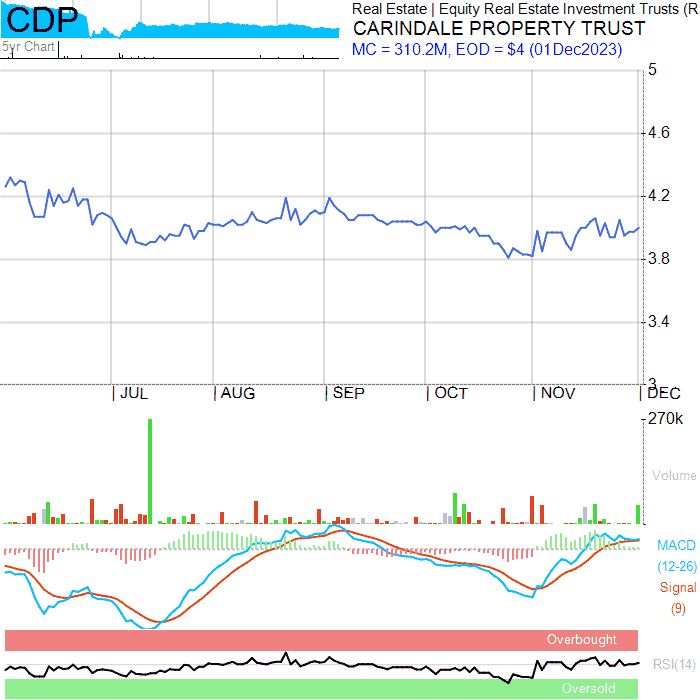 CDP
5yr Chart
Real Estate | Equity Real Estate Investment Trusts (R
CARINDALE PROPERTY TRUST
MC = 310.2M, EOD = $4 (01Dec2023)
5
4.6
4.2
3.8
3.4
3
| JUL | AUG | SEP | OCT | NOV | DEC
270k
Volume
MACD
(12-26)
Signal
(9)
Overbought
RSI(14)
Oversold